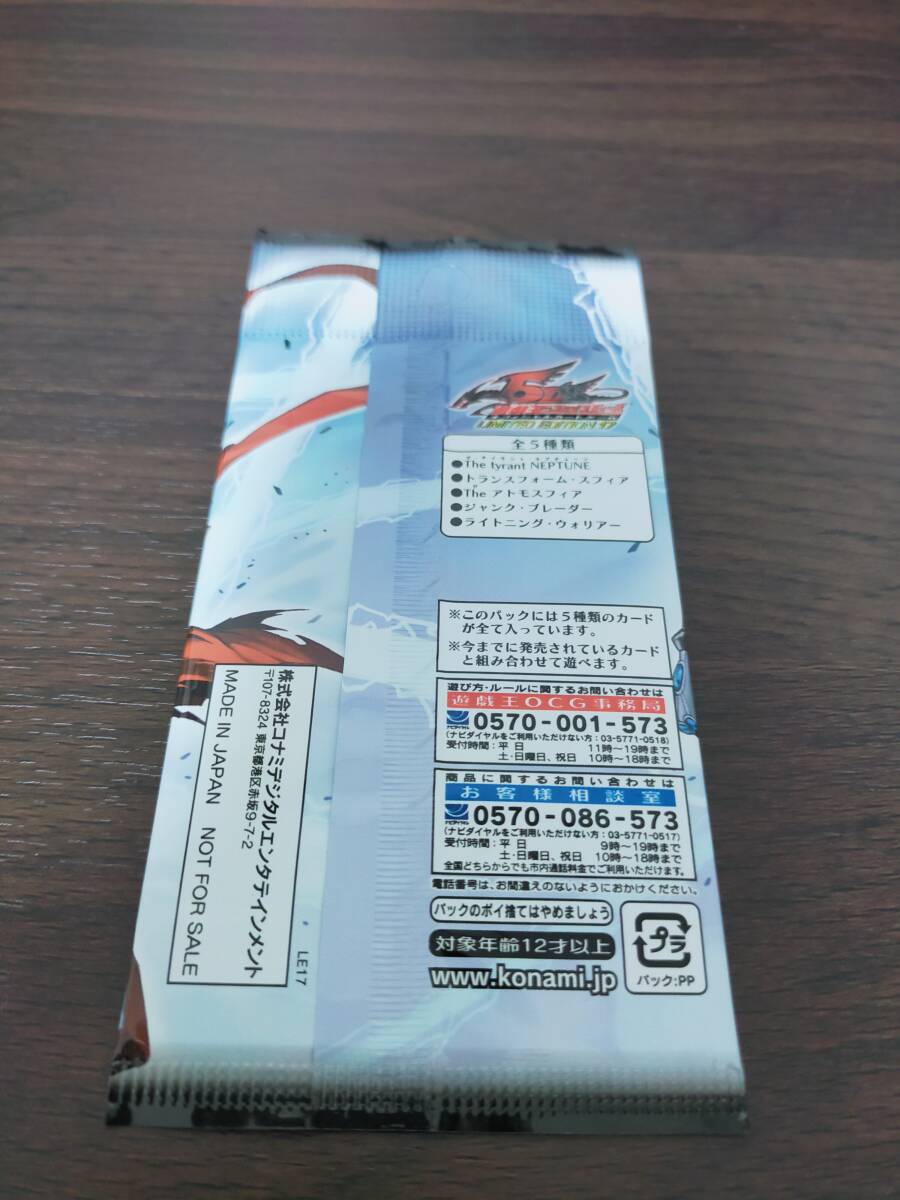 LIMITED EDITION 17
全5種類
●The tyrant NEPTUNE
●トランスフォーム・スフィア
●The アトモスフィア
●ジャンク・ブレーダー
●ライトニング・ウォリアー
※このパックには5種類のカード
が全て入っています。
※今までに発売されているカード
と組み合わせて遊べます。
遊び方・ルールに関するお問い合わせは
遊戯王OCG事務局
ナビダイヤル 0570-001-573
(ナビダイヤルをご利用いただけない方：03-5771-0518)
受付時間：平日 11時～19時まで
土・日曜日、祝日 10時～18時まで
商品に関するお問い合わせは
お客様相談室
ナビダイヤル 0570-086-573
(ナビダイヤルをご利用いただけない方：03-5771-0517)
受付時間：平日 9時～19時まで
土・日曜日、祝日 10時～18時まで
全国どちらからでも市内通話料金でご利用いただけます。
電話番号は、お間違えのないようにおかけください。
パックのポイ捨てはやめましょう
対象年齢12才以上
www.konami.jp
プラ
パック:PP
株式会社コナミデジタルエンタテインメント
〒107-8324 東京都港区赤坂9-7-2
MADE IN JAPAN NOT FOR SALE
LE17